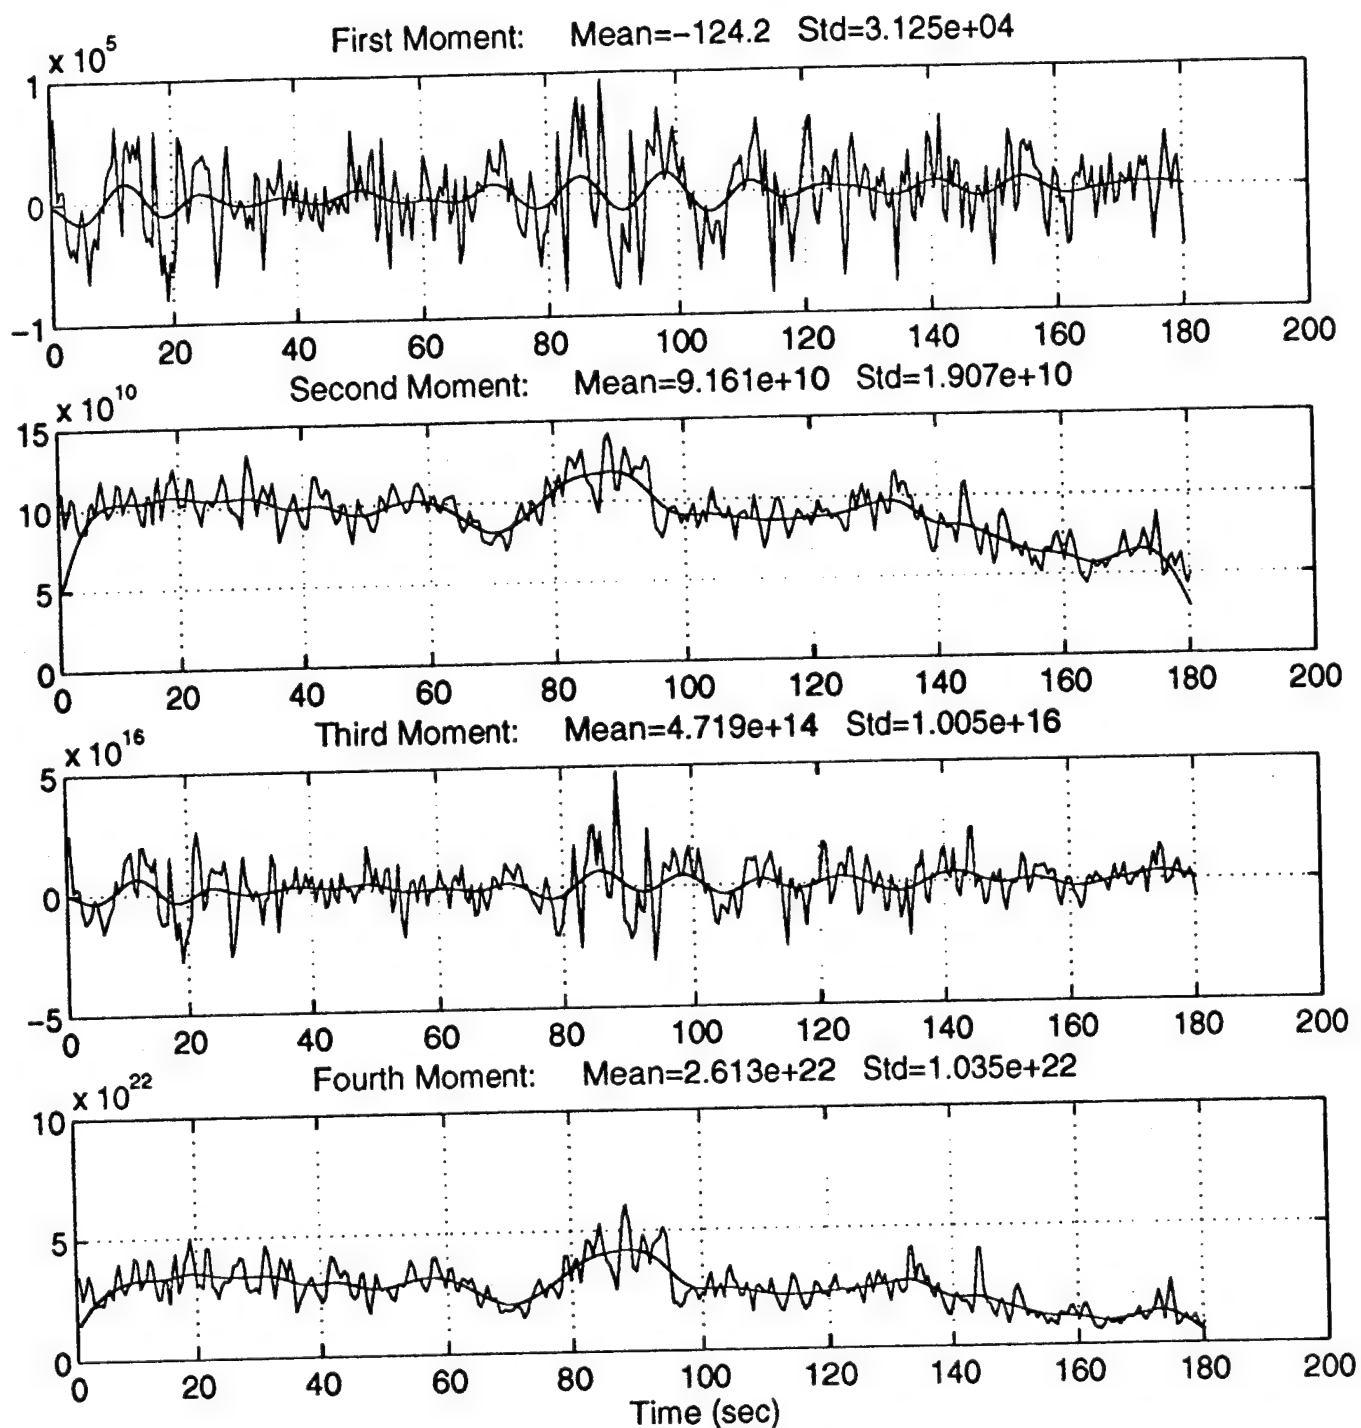 First Moment: Mean=−124.2 Std=3.125e+04
x 10^5
1
0
−1
0 20 40 60 80 100 120 140 160 180 200
Second Moment: Mean=9.161e+10 Std=1.907e+10
x 10^10
15
10
5
0
0 20 40 60 80 100 120 140 160 180 200
Third Moment: Mean=4.719e+14 Std=1.005e+16
x 10^16
5
0
−5
0 20 40 60 80 100 120 140 160 180 200
Fourth Moment: Mean=2.613e+22 Std=1.035e+22
x 10^22
10
5
0
0 20 40 60 80 100 120 140 160 180 200
Time (sec)